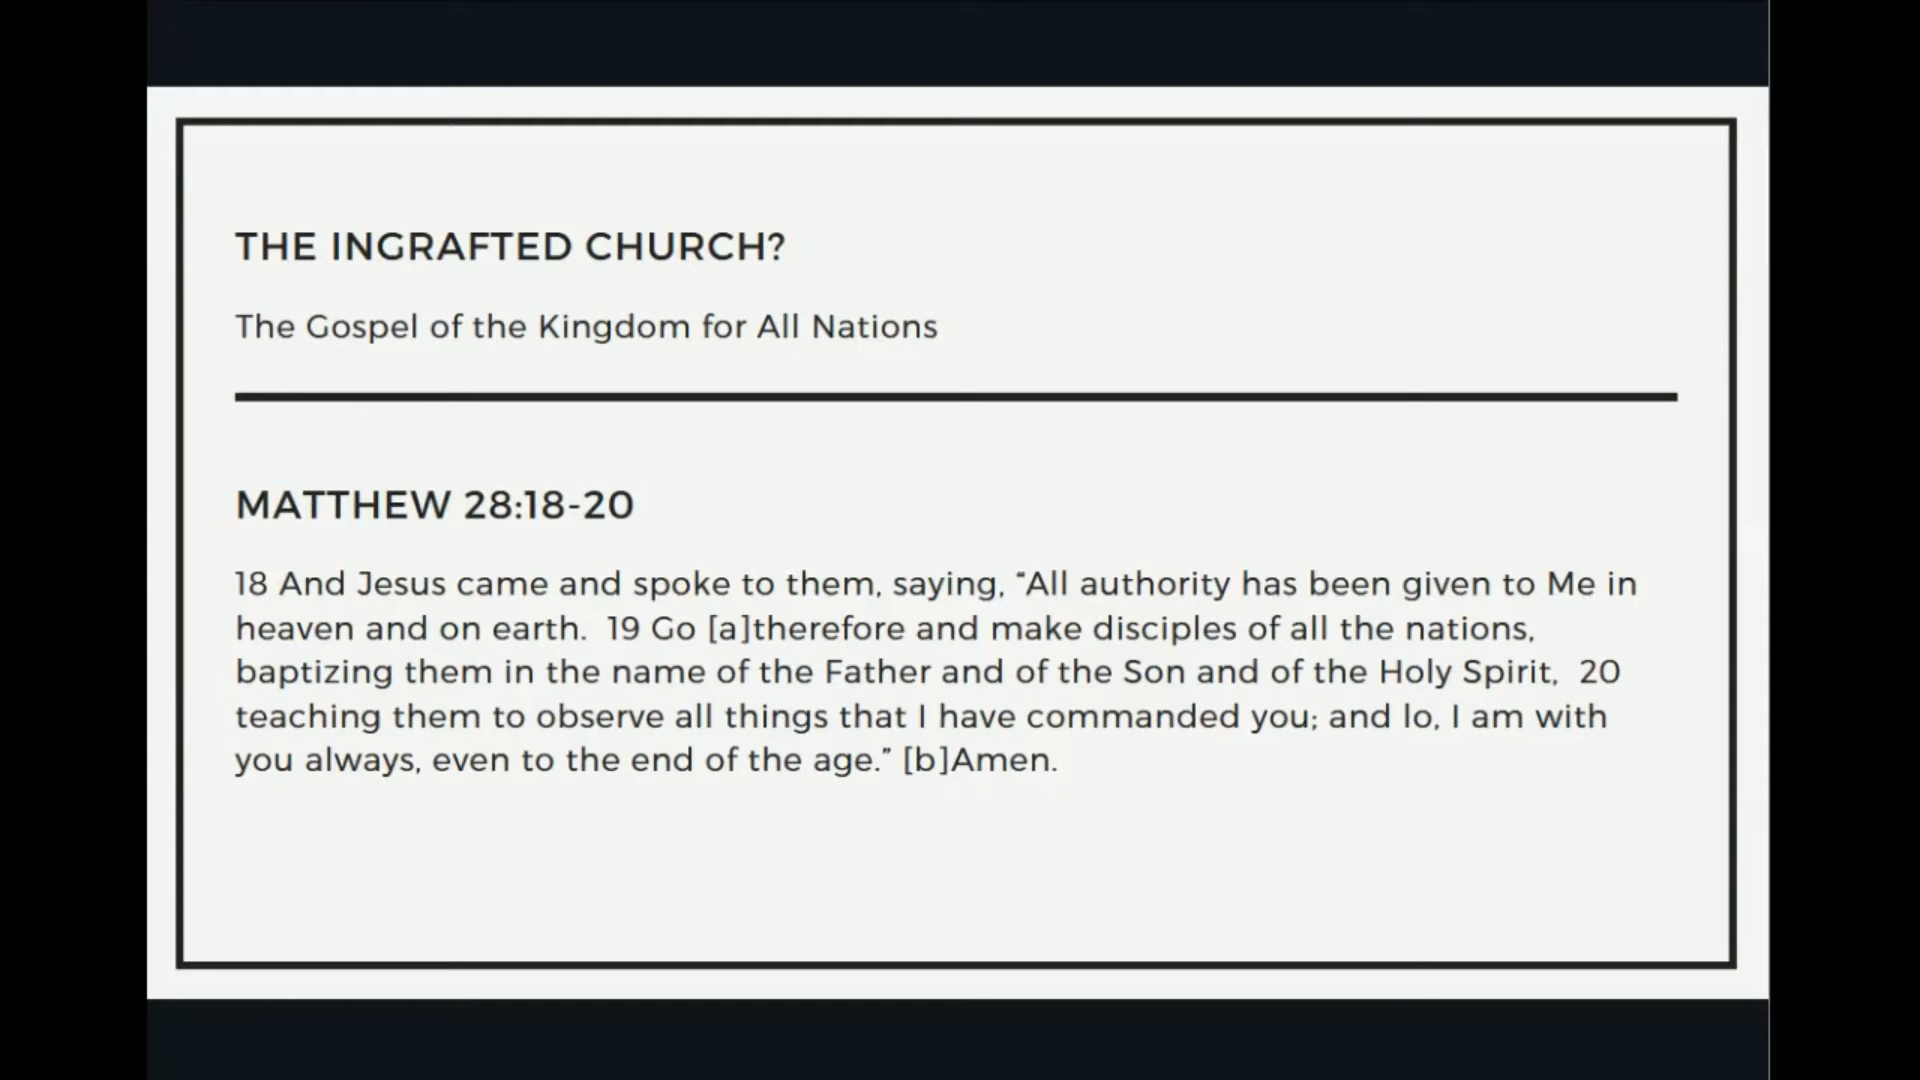 THE INGRAFTED CHURCH?
The Gospel of the Kingdom for All Nations
MATTHEW 28:18-20
18 And Jesus came and spoke to them, saying, “All authority has been given to Me in
heaven and on earth.  19 Go [a]therefore and make disciples of all the nations,
baptizing them in the name of the Father and of the Son and of the Holy Spirit,  20
teaching them to observe all things that I have commanded you; and lo, I am with
you always, even to the end of the age.” [b]Amen.